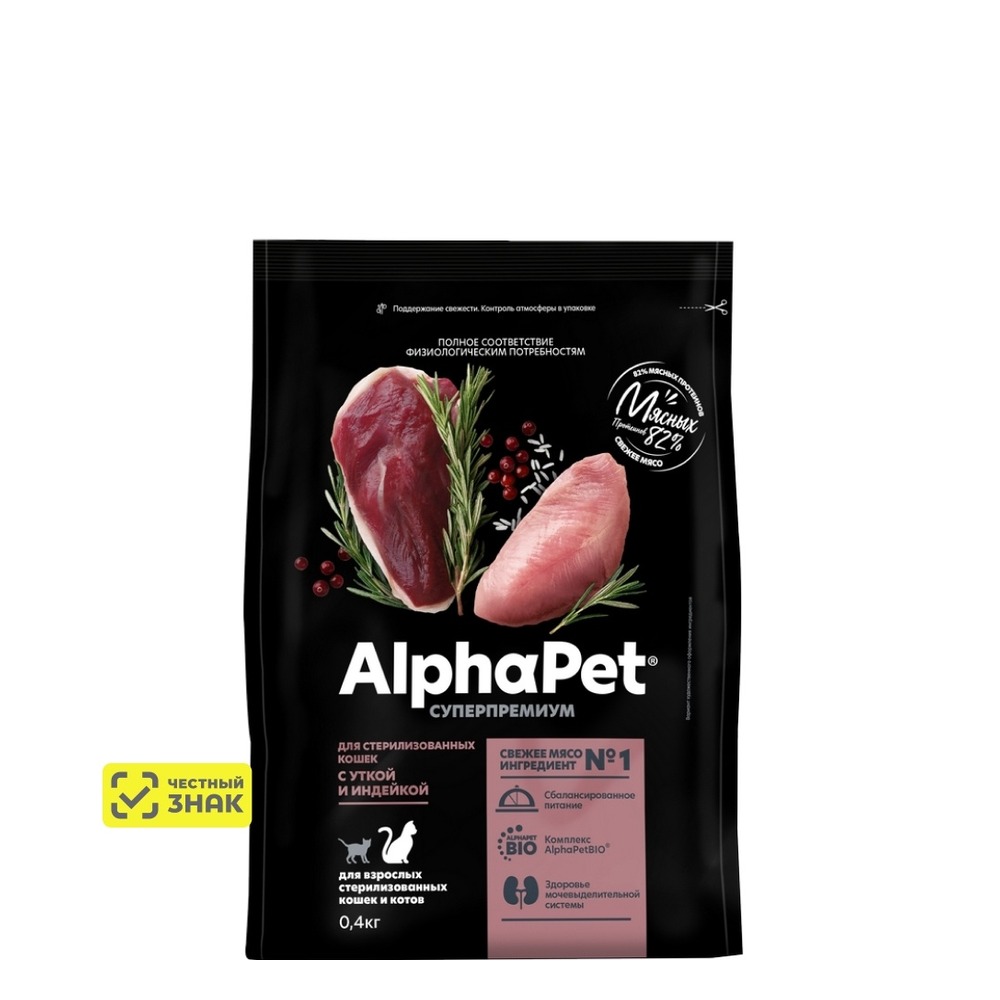 Поддержание свежести. Контроль атмосферы в упаковке
ПОЛНОЕ СООТВЕТСТВИЕ
ФИЗИОЛОГИЧЕСКИМ ПОТРЕБНОСТЯМ
82% МЯСНЫХ ПРОТЕИНОВ
Мясных
Протеинов 82%
СВЕЖЕЕ МЯСО
AlphaPet®
СУПЕРПРЕМИУМ
ДЛЯ СТЕРИЛИЗОВАННЫХ
КОШЕК
С УТКОЙ
И ИНДЕЙКОЙ
для взрослых
стерилизованных
кошек и котов
0,4кг
СВЕЖЕЕ МЯСО
ИНГРЕДИЕНТ №1
Сбалансированное
питание
ALPHAPET
BIO
Комплекс
AlphaPetBIO®
Здоровье
мочевыделительной
системы
ЧЕСТНЫЙ
ЗНАК